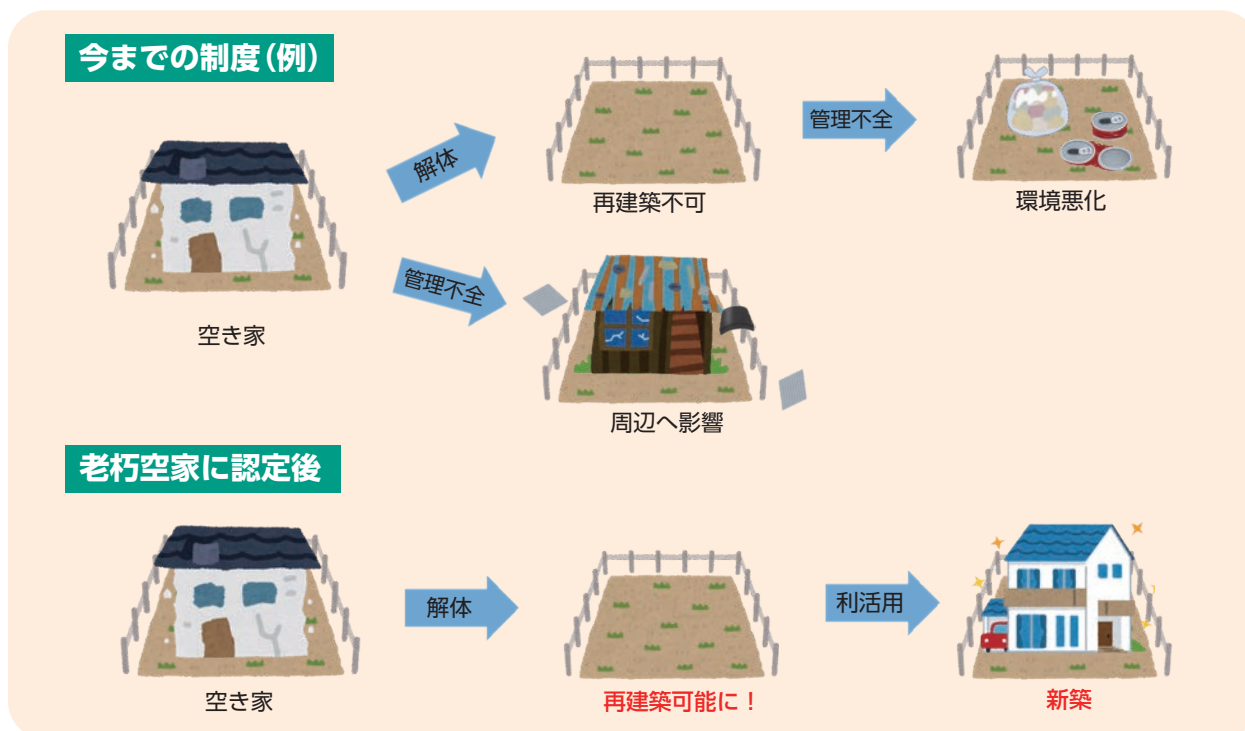 今までの制度(例)
解体
再建築不可
管理不全
環境悪化
空き家
管理不全
周辺へ影響
老朽空家に認定後
空き家
解体
再建築可能に！
利活用
新築